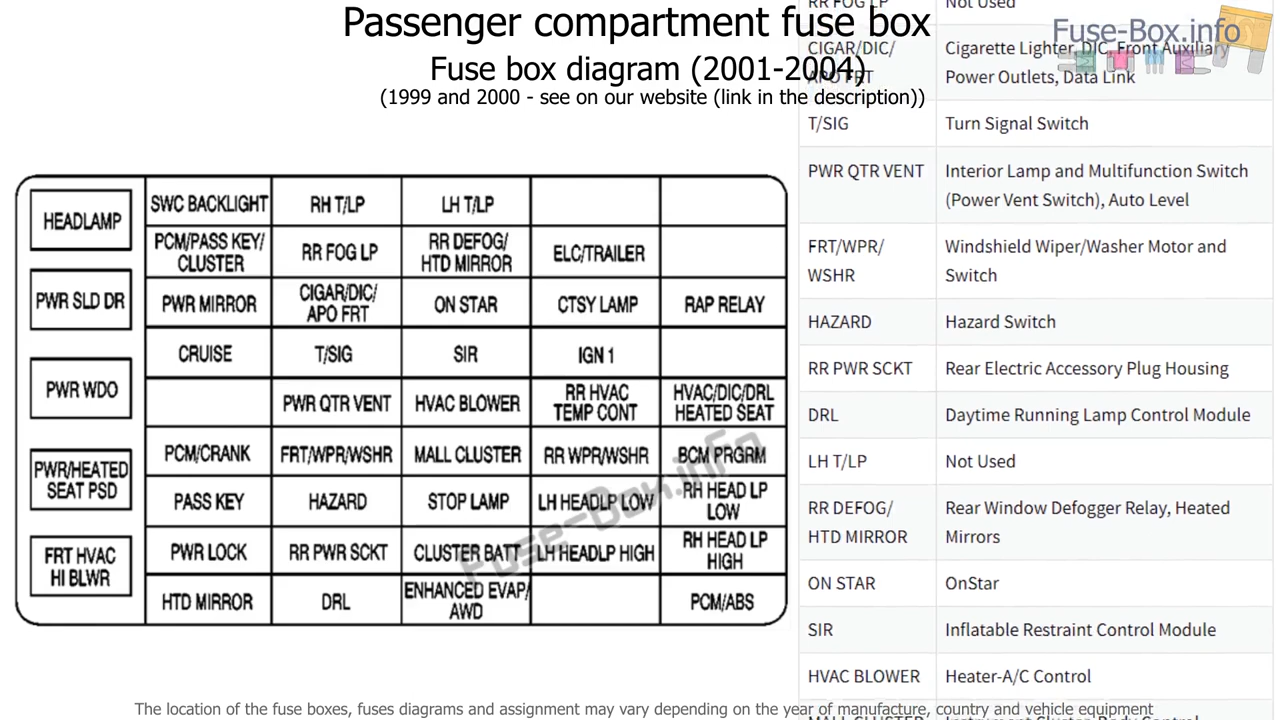 Passenger compartment fuse box
Fuse box diagram (2001-2004)
(1999 and 2000 - see on our website (link in the description))
Fuse-Box.info
HEADLAMP
PWR SLD DR
PWR WDO
PWR/HEATED
SEAT PSD
FRT HVAC
HI BLWR
SWC BACKLIGHT RH T/LP LH T/LP
PCM/PASS KEY/
CLUSTER RR FOG LP RR DEFOG/
HTD MIRROR ELC/TRAILER
PWR MIRROR CIGAR/DIC/
APO FRT ON STAR CTSY LAMP RAP RELAY
CRUISE T/SIG SIR IGN 1
PWR QTR VENT HVAC BLOWER RR HVAC
TEMP CONT HVAC/DIC/DRL
HEATED SEAT
PCM/CRANK FRT/WPR/WSHR MALL CLUSTER RR WPR/WSHR BCM PRGRM
PASS KEY HAZARD STOP LAMP LH HEADLP LOW RH HEAD LP
LOW
PWR LOCK RR PWR SCKT CLUSTER BATT LH HEADLP HIGH RH HEAD LP
HIGH
HTD MIRROR DRL ENHANCED EVAP/
AWD PCM/ABS
Fuse-Box.info
RR FOG LP Not Used
CIGAR/DIC/ Cigarette Lighter, DIC, Front Auxiliary
APO FRT Power Outlets, Data Link
T/SIG Turn Signal Switch
PWR QTR VENT Interior Lamp and Multifunction Switch
(Power Vent Switch), Auto Level
FRT/WPR/ Windshield Wiper/Washer Motor and
WSHR Switch
HAZARD Hazard Switch
RR PWR SCKT Rear Electric Accessory Plug Housing
DRL Daytime Running Lamp Control Module
LH T/LP Not Used
RR DEFOG/ Rear Window Defogger Relay, Heated
HTD MIRROR Mirrors
ON STAR OnStar
SIR Inflatable Restraint Control Module
HVAC BLOWER Heater-A/C Control
MALL CLUSTER Instrument Cluster, Body Control
The location of the fuse boxes, fuses diagrams and assignment may vary depending on the year of manufacture, country and vehicle equipment